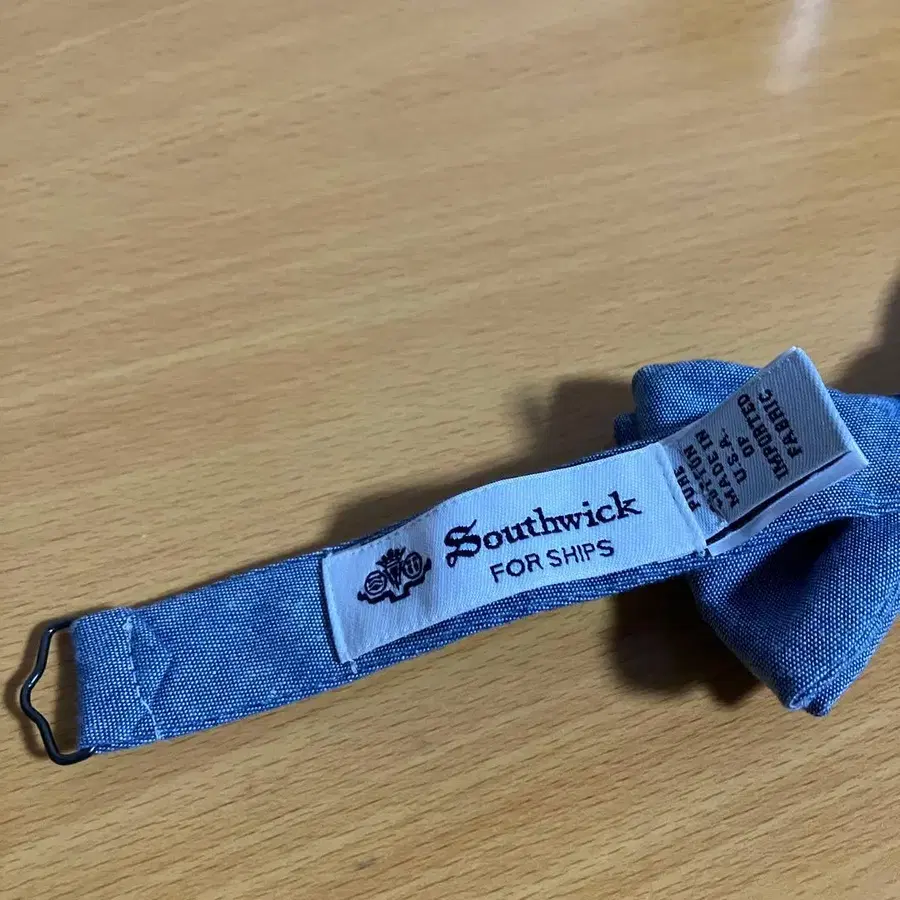 Southwick
FOR SHIPS
PURE
COTTON
MADE IN
U.S.A.
OF
IMPORTED
FABRIC